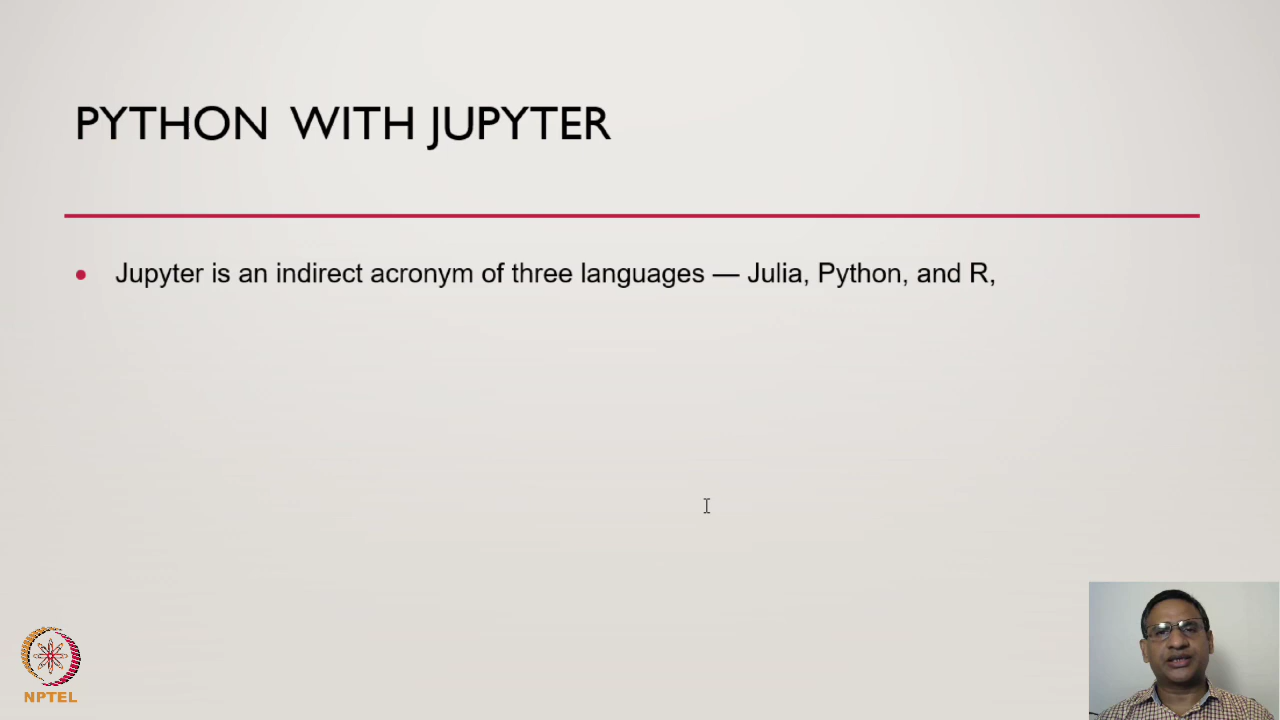 PYTHON WITH JUPYTER
Jupyter is an indirect acronym of three languages — Julia, Python, and R,
NPTEL